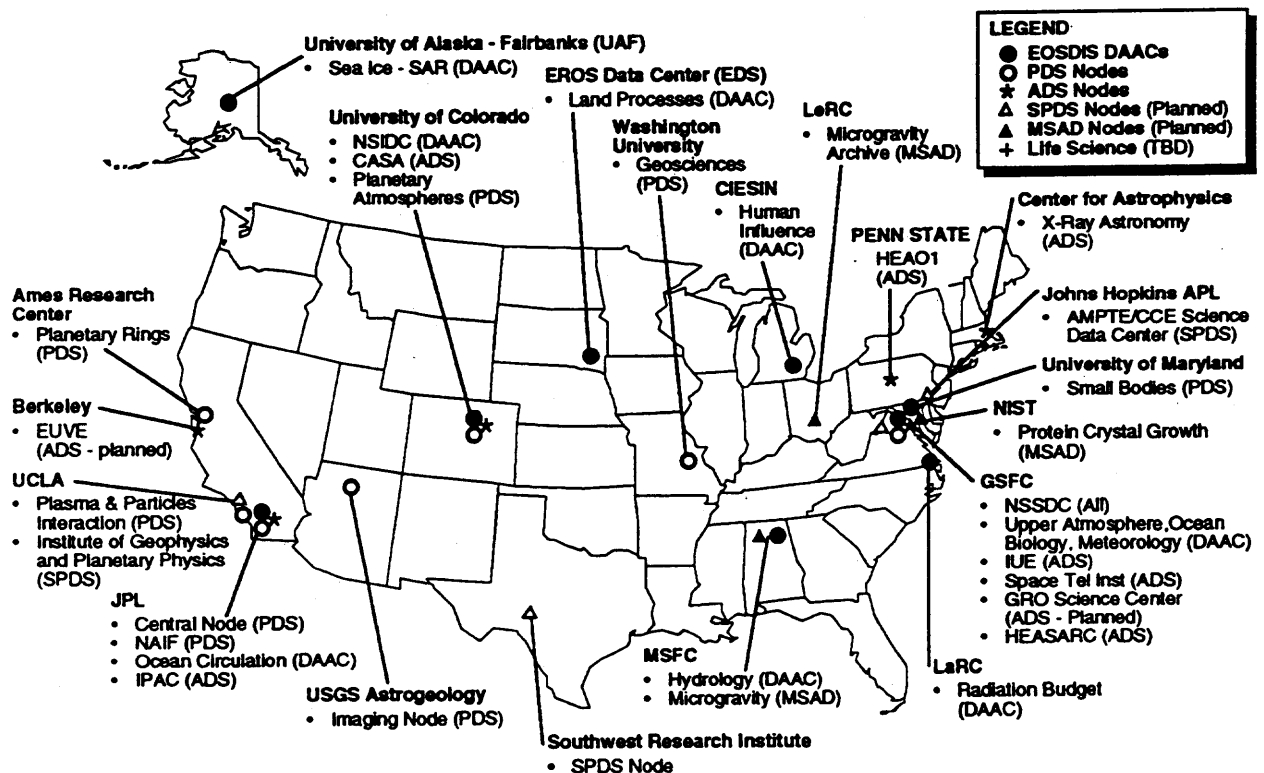 LEGEND
● EOSDIS DAACs
○ PDS Nodes
★ ADS Nodes
△ SPDS Nodes (Planned)
▲ MSAD Nodes (Planned)
+ Life Science (TBD)
University of Alaska - Fairbanks (UAF)
• Sea Ice - SAR (DAAC)
EROS Data Center (EDS)
• Land Processes (DAAC)
University of Colorado
• NSIDC (DAAC)
• CASA (ADS)
• Planetary
Atmospheres (PDS)
Washington
University
• Geosciences
(PDS)
LeRC
• Microgravity
Archive (MSAD)
CIESIN
• Human
Influence
(DAAC)
PENN STATE
HEAO1
(ADS)
Center for Astrophysics
• X-Ray Astronomy
(ADS)
Johns Hopkins APL
• AMPTE/CCE Science
Data Center (SPDS)
University of Maryland
• Small Bodies (PDS)
NIST
• Protein Crystal Growth
(MSAD)
GSFC
• NSSDC (All)
• Upper Atmosphere,Ocean
Biology, Meteorology (DAAC)
• IUE (ADS)
• Space Tel Inst (ADS)
• GRO Science Center
(ADS - Planned)
• HEASARC (ADS)
LaRC
• Radiation Budget
(DAAC)
Ames Research
Center
• Planetary Rings
(PDS)
Berkeley
• EUVE
(ADS - planned)
UCLA
• Plasma & Particles
Interaction (PDS)
• Institute of Geophysics
and Planetary Physics
(SPDS)
JPL
• Central Node (PDS)
• NAIF (PDS)
• Ocean Circulation (DAAC)
• IPAC (ADS)
USGS Astrogeology
• Imaging Node (PDS)
MSFC
• Hydrology (DAAC)
• Microgravity (MSAD)
Southwest Research Institute
• SPDS Node